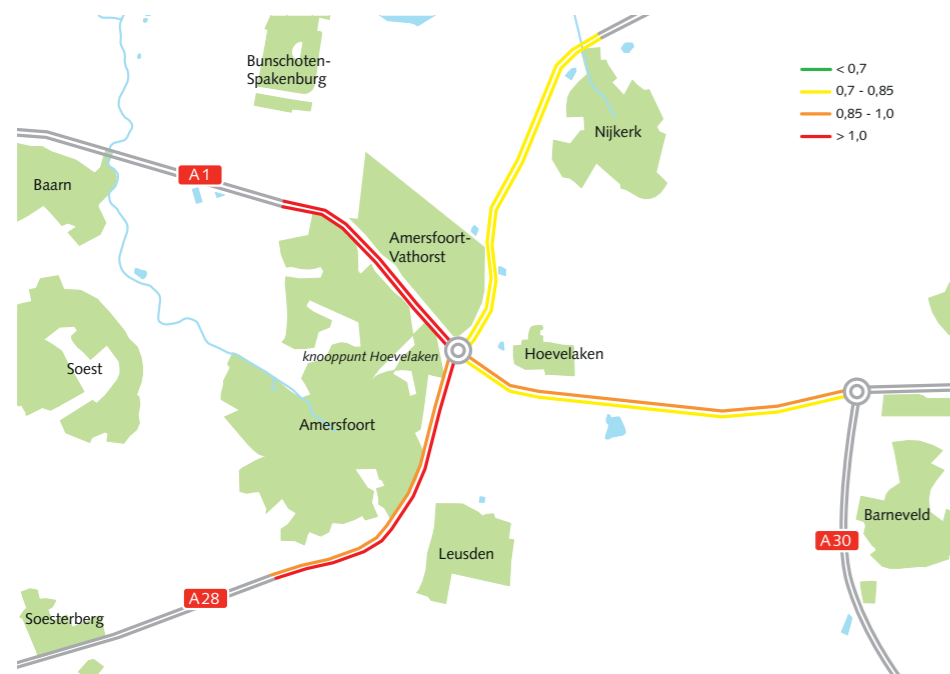 Bunschoten-
Spakenburg
< 0,7
0,7 - 0,85
0,85 - 1,0
> 1,0
Nijkerk
A1
Baarn
Amersfoort-
Vathorst
knooppunt Hoevelaken
Hoevelaken
Soest
Amersfoort
Barneveld
A30
Leusden
A28
Soesterberg